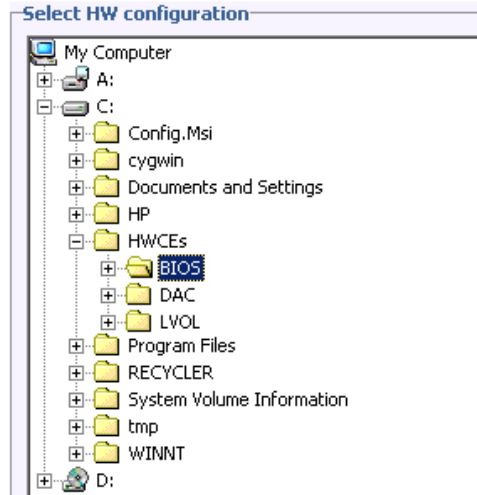 Select HW configuration
My Computer
A:
C:
Config.Msi
cygwin
Documents and Settings
HP
HWCEs
BIOS
DAC
LVOL
Program Files
RECYCLER
System Volume Information
tmp
WINNT
D: